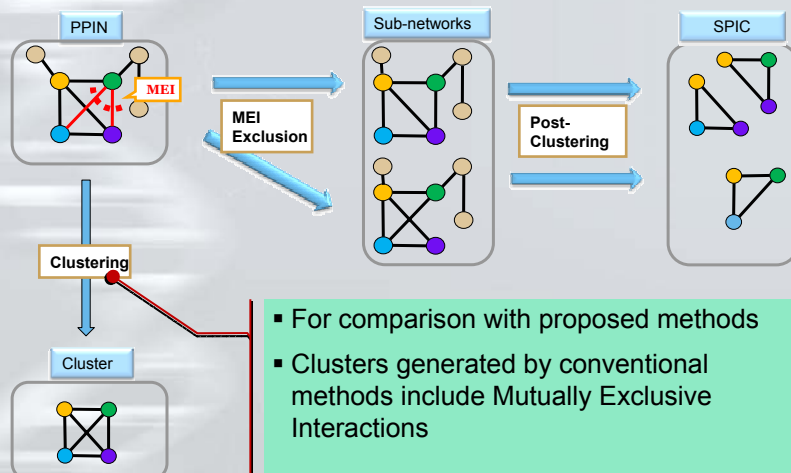 PPIN
Sub-networks
SPIC
MEI
MEI
Exclusion
Post-
Clustering
Clustering
Cluster
▪ For comparison with proposed methods
▪ Clusters generated by conventional
methods include Mutually Exclusive
Interactions